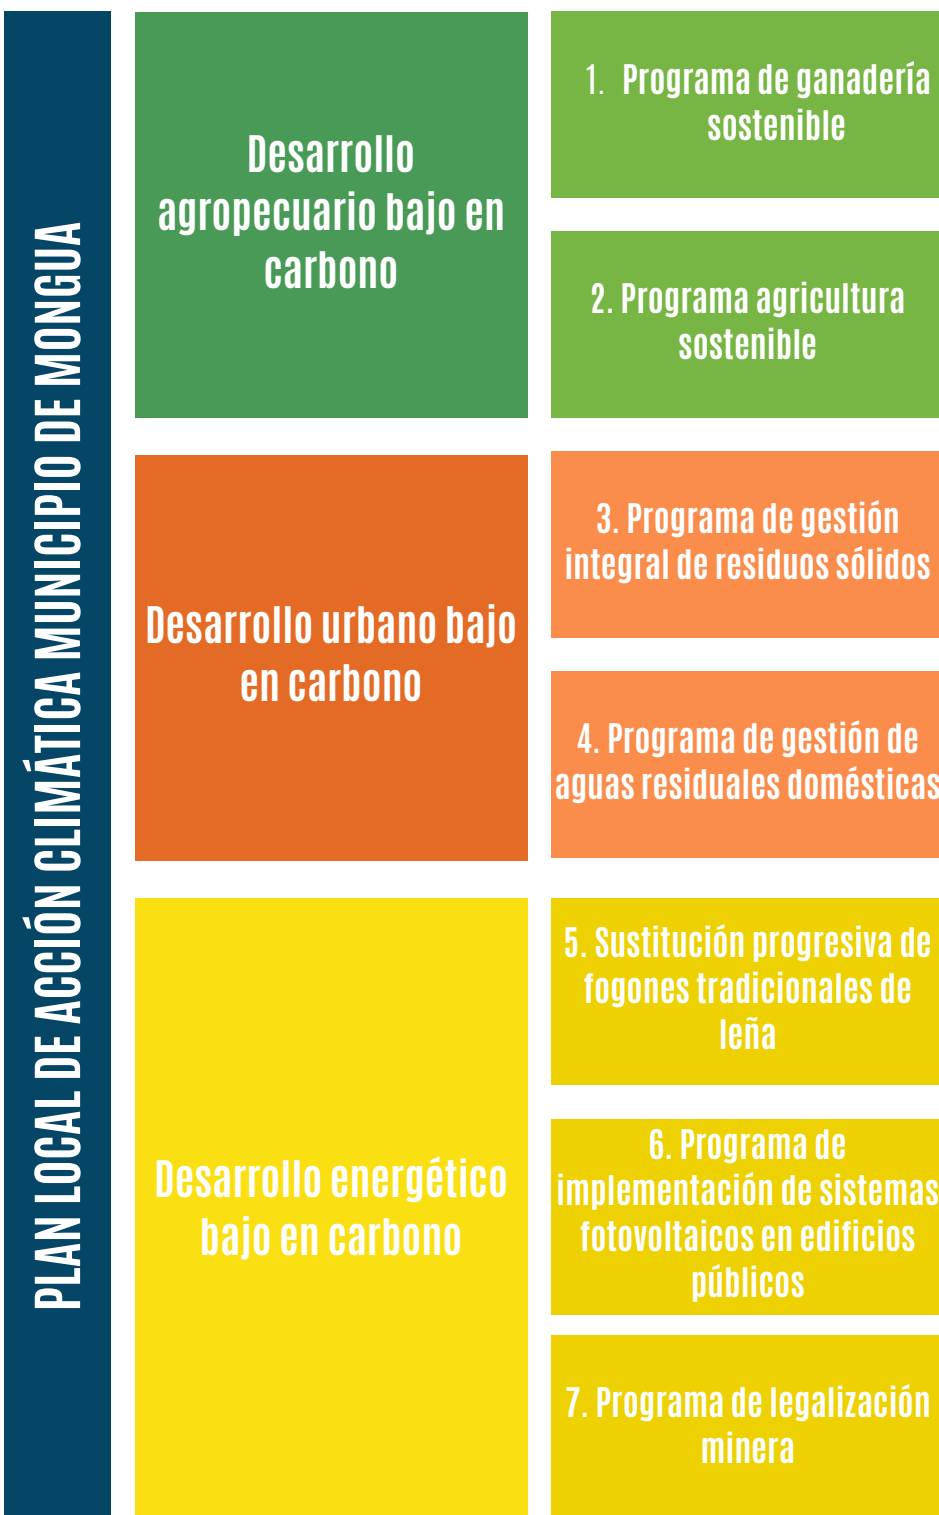 PLAN LOCAL DE ACCIÓN CLIMÁTICA MUNICIPIO DE MONGUA
Desarrollo
agropecuario bajo en
carbono
1. Programa de ganadería
sostenible
2. Programa agricultura
sostenible
Desarrollo urbano bajo
en carbono
3. Programa de gestión
integral de residuos sólidos
4. Programa de gestión de
aguas residuales domésticas
Desarrollo energético
bajo en carbono
5. Sustitución progresiva de
fogones tradicionales de
leña
6. Programa de
implementación de sistemas
fotovoltaicos en edificios
públicos
7. Programa de legalización
minera